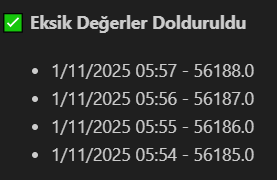 ✅ Eksik Değerler Dolduruldu
• 1/11/2025 05:57 - 56188.0
• 1/11/2025 05:56 - 56187.0
• 1/11/2025 05:55 - 56186.0
• 1/11/2025 05:54 - 56185.0